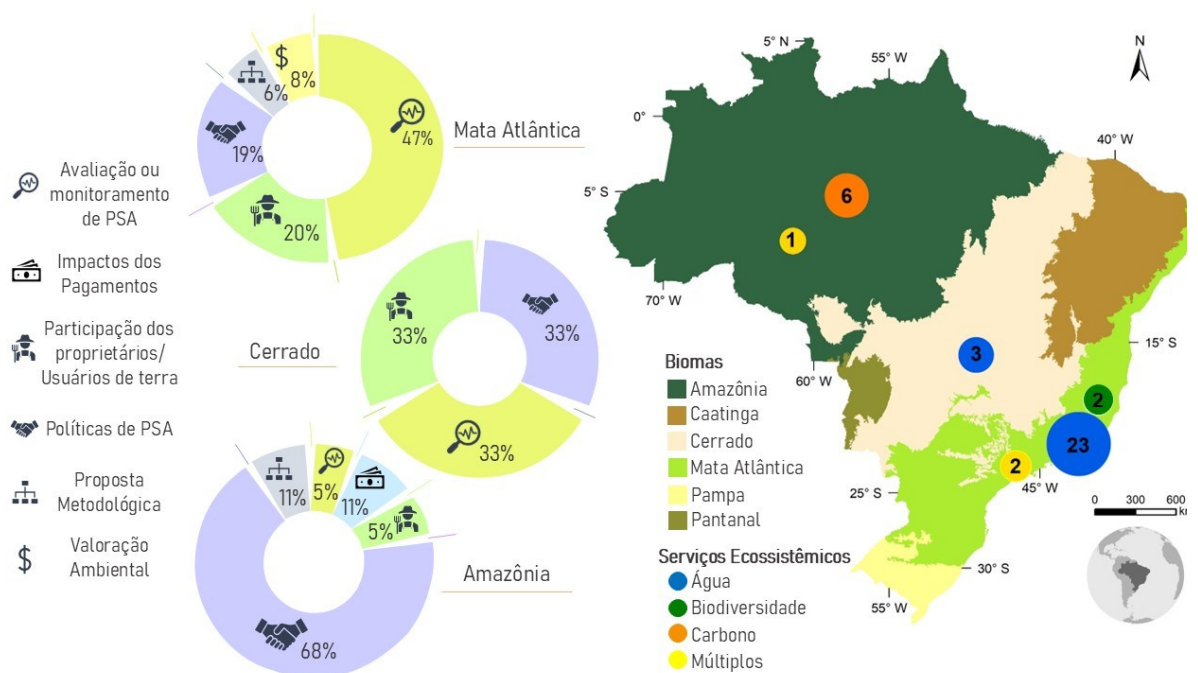 Avaliação ou
monitoramento
de PSA
Impactos dos
Pagamentos
Participação dos
proprietários/
Usuários de terra
Políticas de PSA
Proposta
Metodológica
$
Valoração
Ambiental
Mata Atlântica
$
8%
6%
47%
19%
20%
Cerrado
33%
33%
33%
Amazônia
11%
5%
11%
5%
68%
N
5° N
55° W
0°
40° W
5° S
6
1
70° W
3
15° S
60° W
2
23
2
45° W
25° S
0 300 600
km
30° S
55° W
Biomas
Amazônia
Caatinga
Cerrado
Mata Atlântica
Pampa
Pantanal
Serviços Ecossistêmicos
Água
Biodiversidade
Carbono
Múltiplos